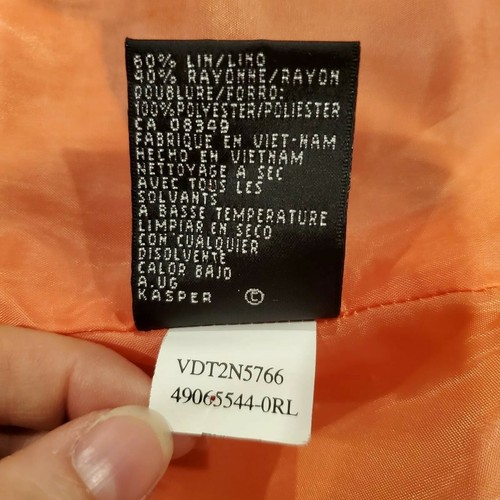 60% LIN/LINO
40% RAYONNE/RAYON
DOUBLURE/FORRO:
100%POLYESTER/POLIESTER
CA 08349
FABRIQUE EN VIET-NAM
HECHO EN VIETNAM
NETTOYAGE A SEC
AVEC TOUS LES
SOLVANTS
A BASSE TEMPERATURE
LIMPIAR EN SECO
CON CUALQUIER
DISOLVENTE
CALOR BAJO
A.UG
KASPER ©
VDT2N5766
49065544-0RL